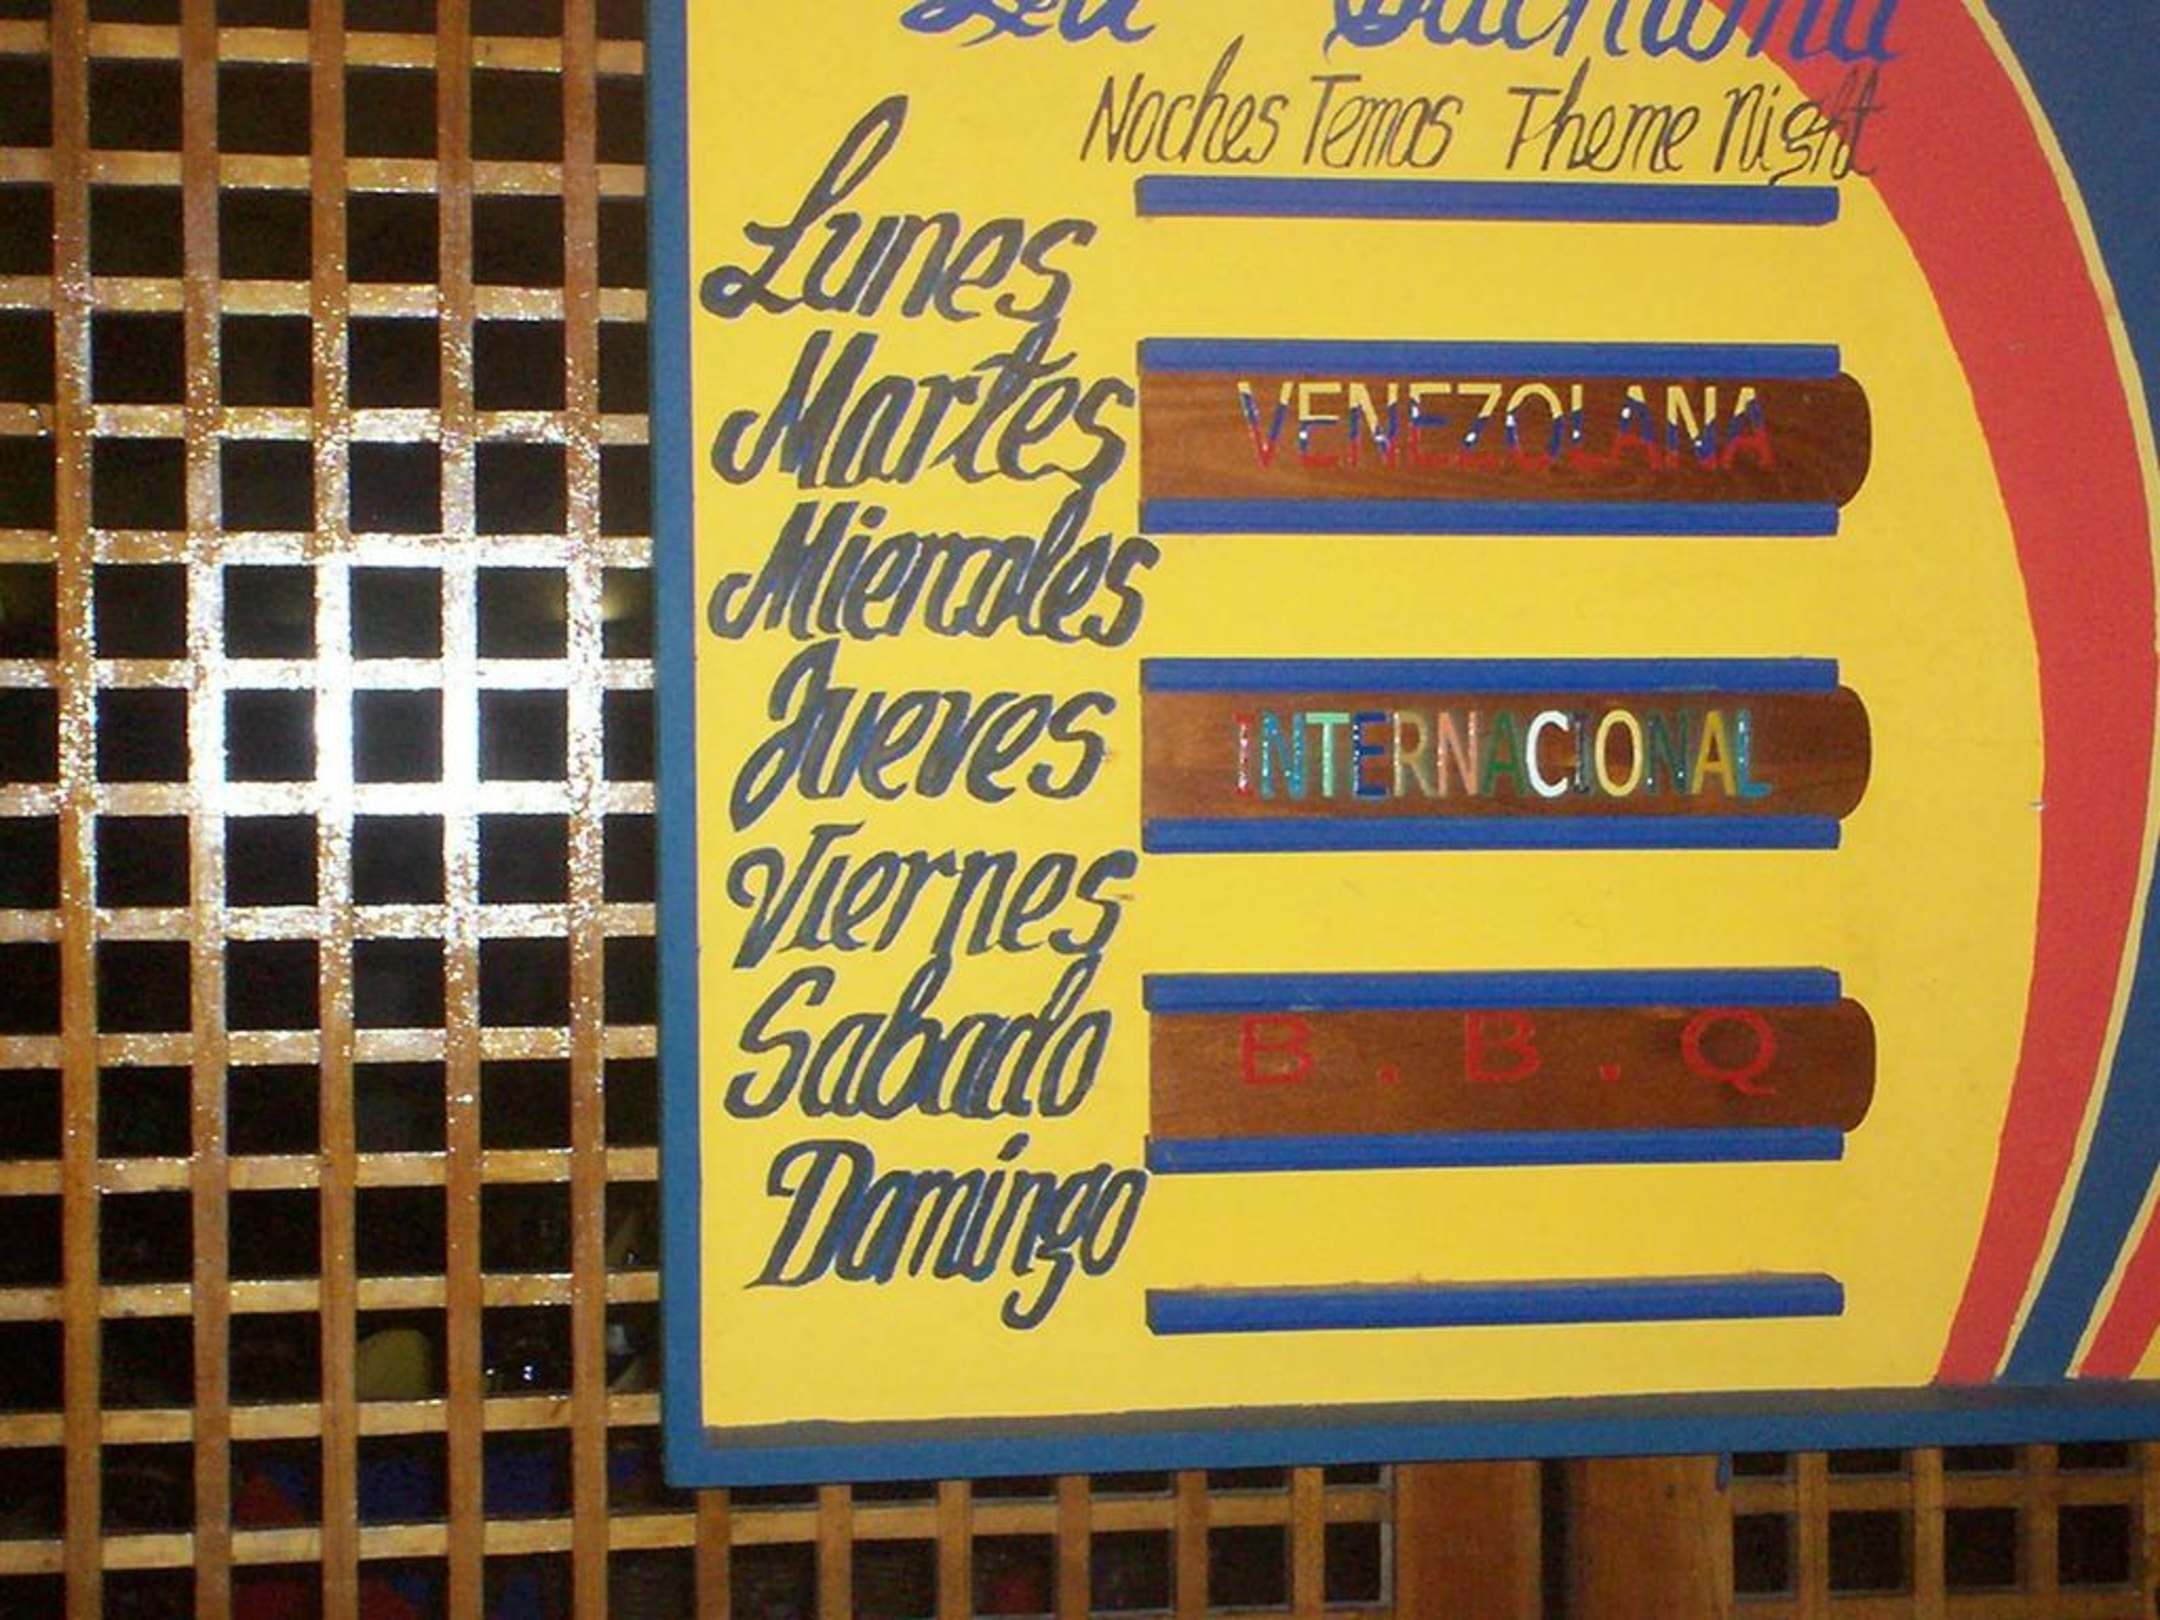 Noches Temas Theme Night
Lunes
Martes VENEZOLANA
Miercoles
Jueves INTERNACIONAL
Viernes
Sabado B.B.Q
Domingo